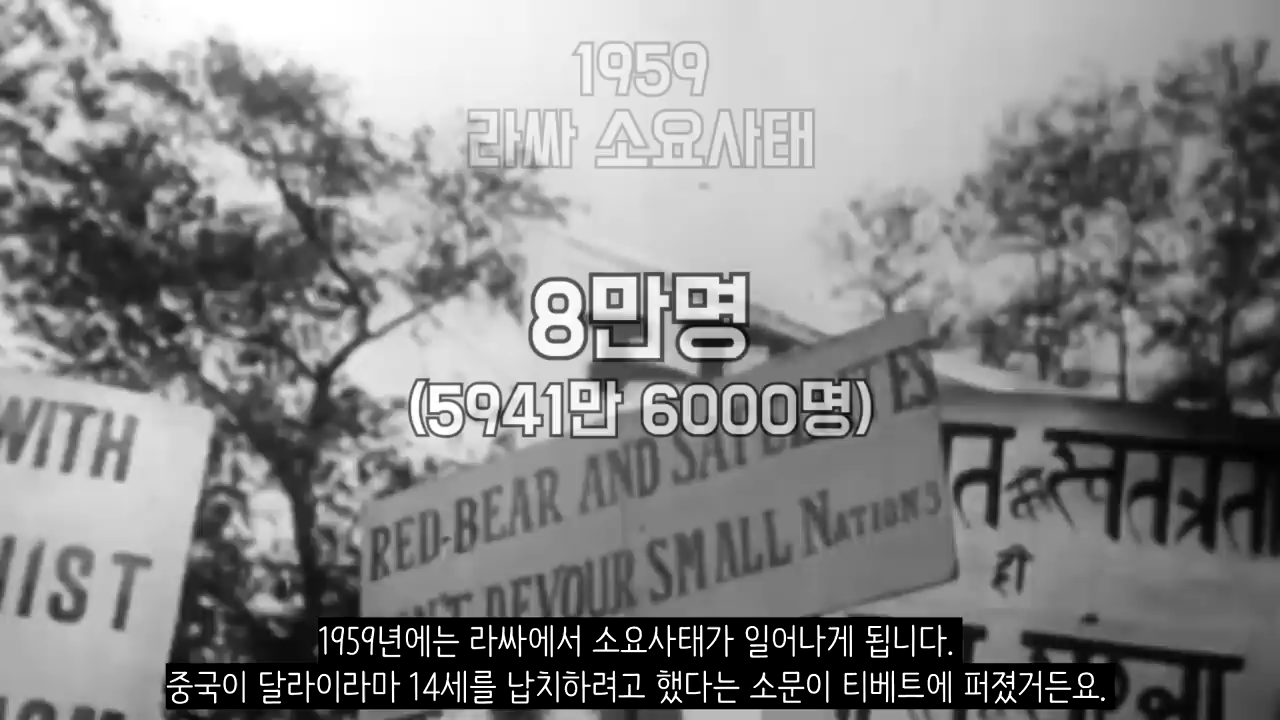 1959
라싸 소요사태
8만명
(5941만 6000명)
WITH
RED-BEAR AND
DEVOUR SMALL NATIONS
स्वतंत्रता
1959년에는 라싸에서 소요사태가 일어나게 됩니다.
중국이 달라이라마 14세를 납치하려고 했다는 소문이 티베트에 퍼졌거든요.